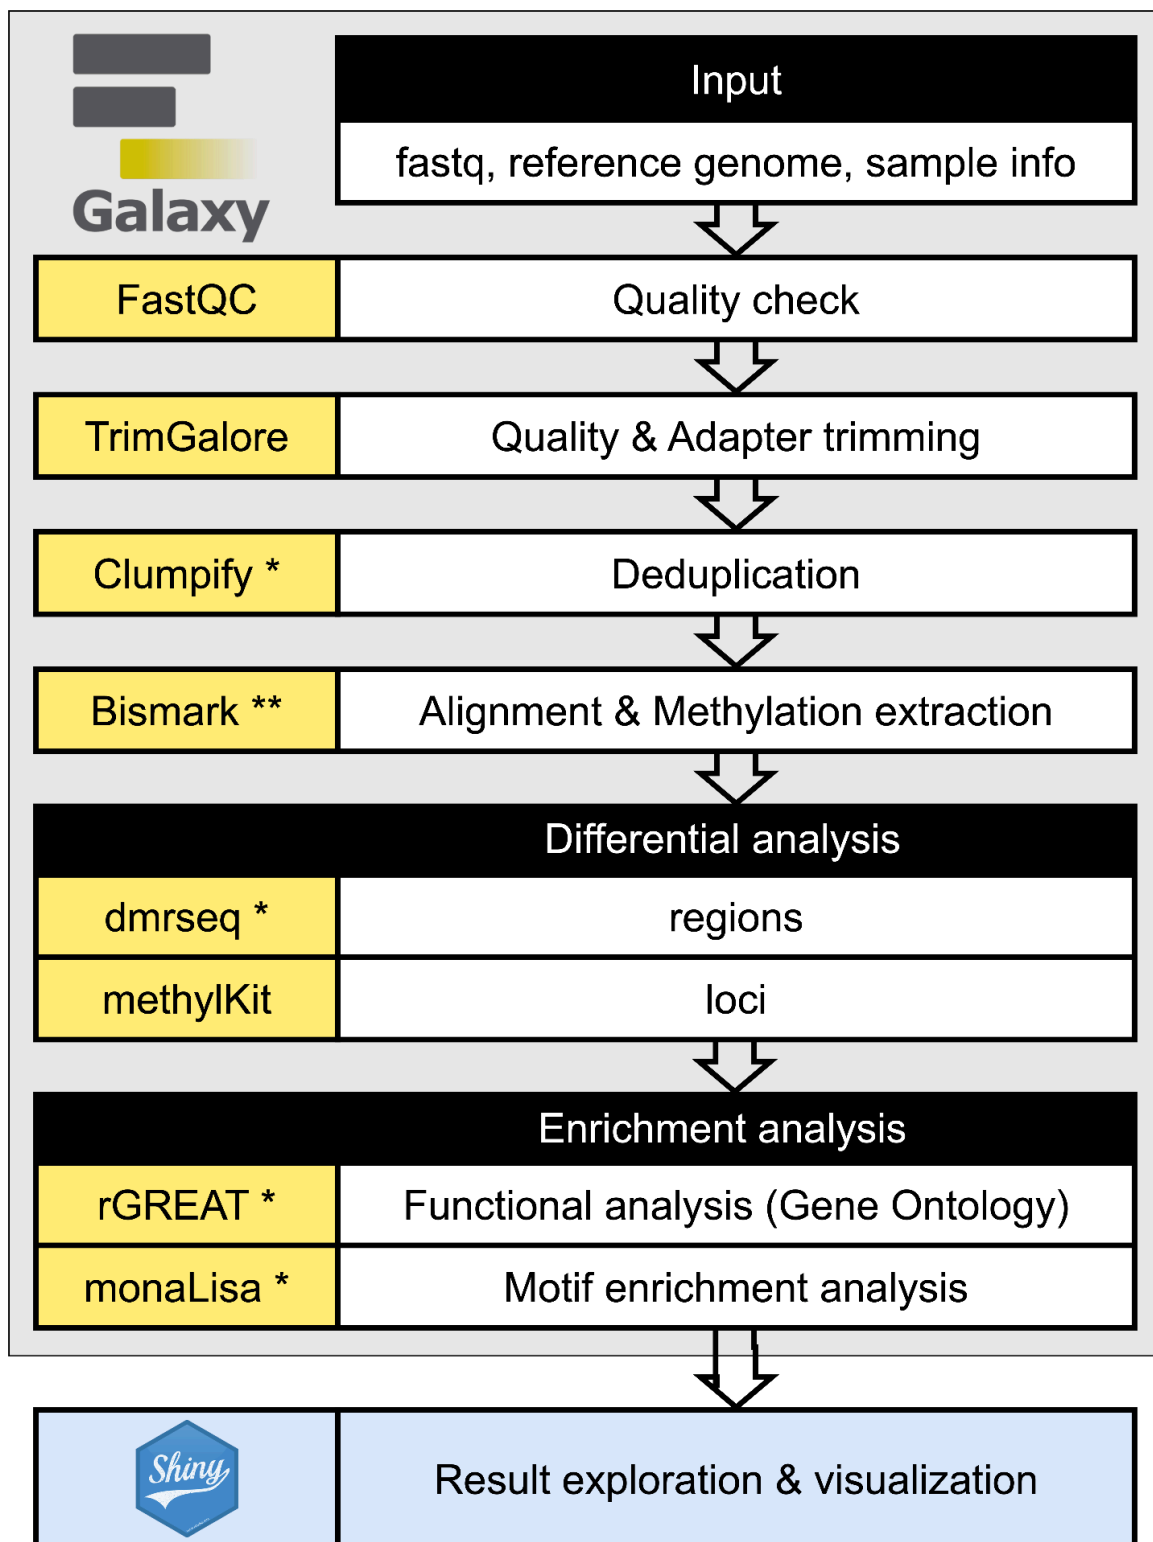 Galaxy
Input
fastq, reference genome, sample info
FastQC
Quality check
TrimGalore
Quality & Adapter trimming
Clumpify *
Deduplication
Bismark **
Alignment & Methylation extraction
Differential analysis
dmrseq *
regions
methylKit
loci
Enrichment analysis
rGREAT *
Functional analysis (Gene Ontology)
monaLisa *
Motif enrichment analysis
Shiny
Result exploration & visualization